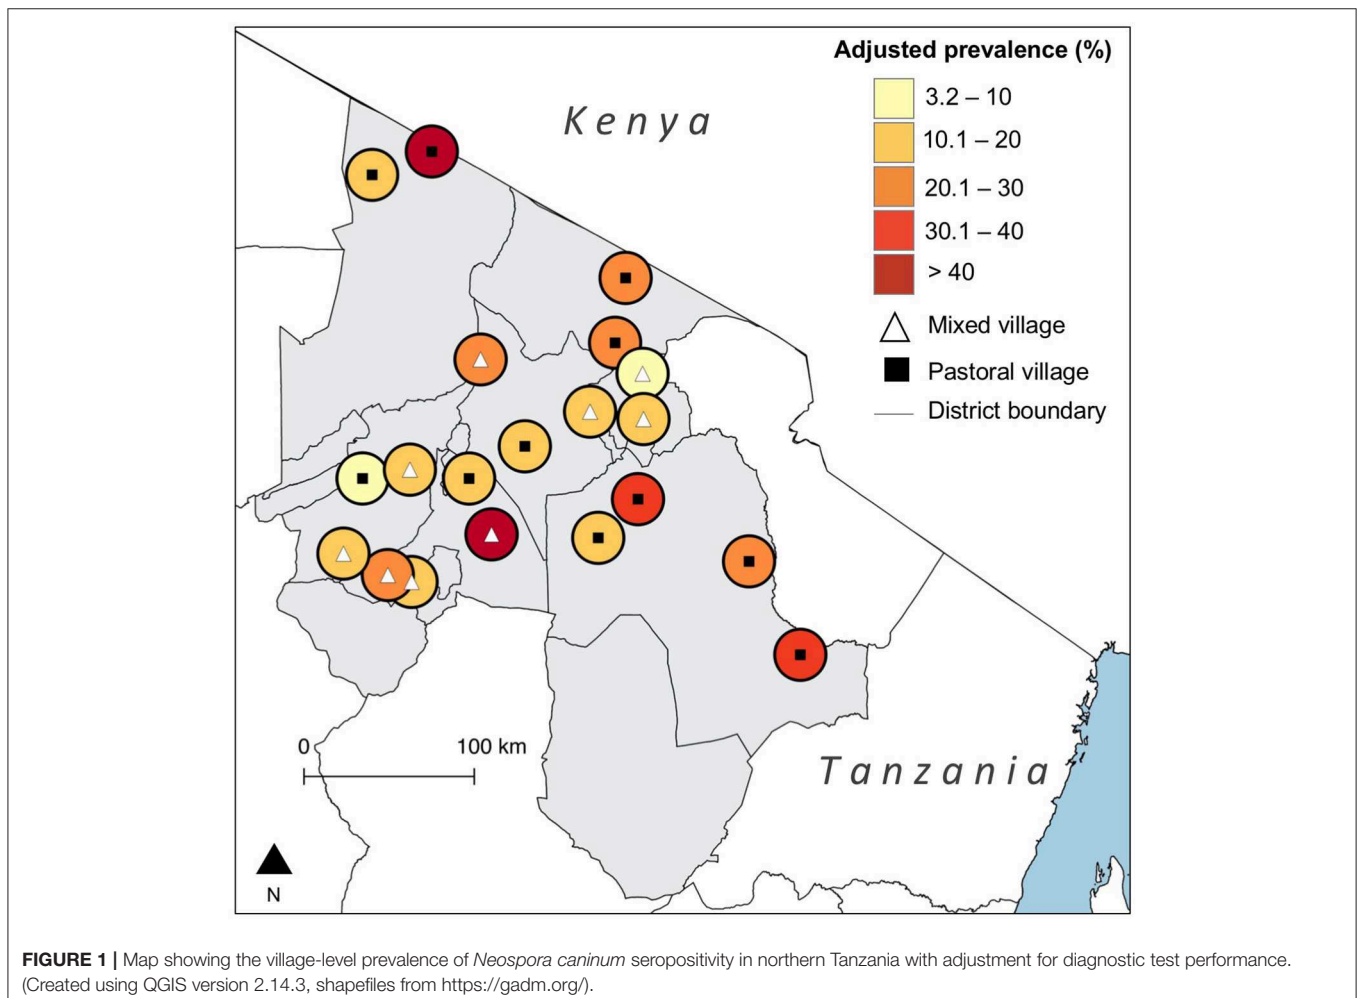 Adjusted prevalence (%)
3.2 – 10
10.1 – 20
20.1 – 30
30.1 – 40
> 40
Mixed village
Pastoral village
District boundary
Kenya
Tanzania
0 100 km
N
FIGURE 1 | Map showing the village-level prevalence of Neospora caninum seropositivity in northern Tanzania with adjustment for diagnostic test performance.
(Created using QGIS version 2.14.3, shapefiles from https://gadm.org/).